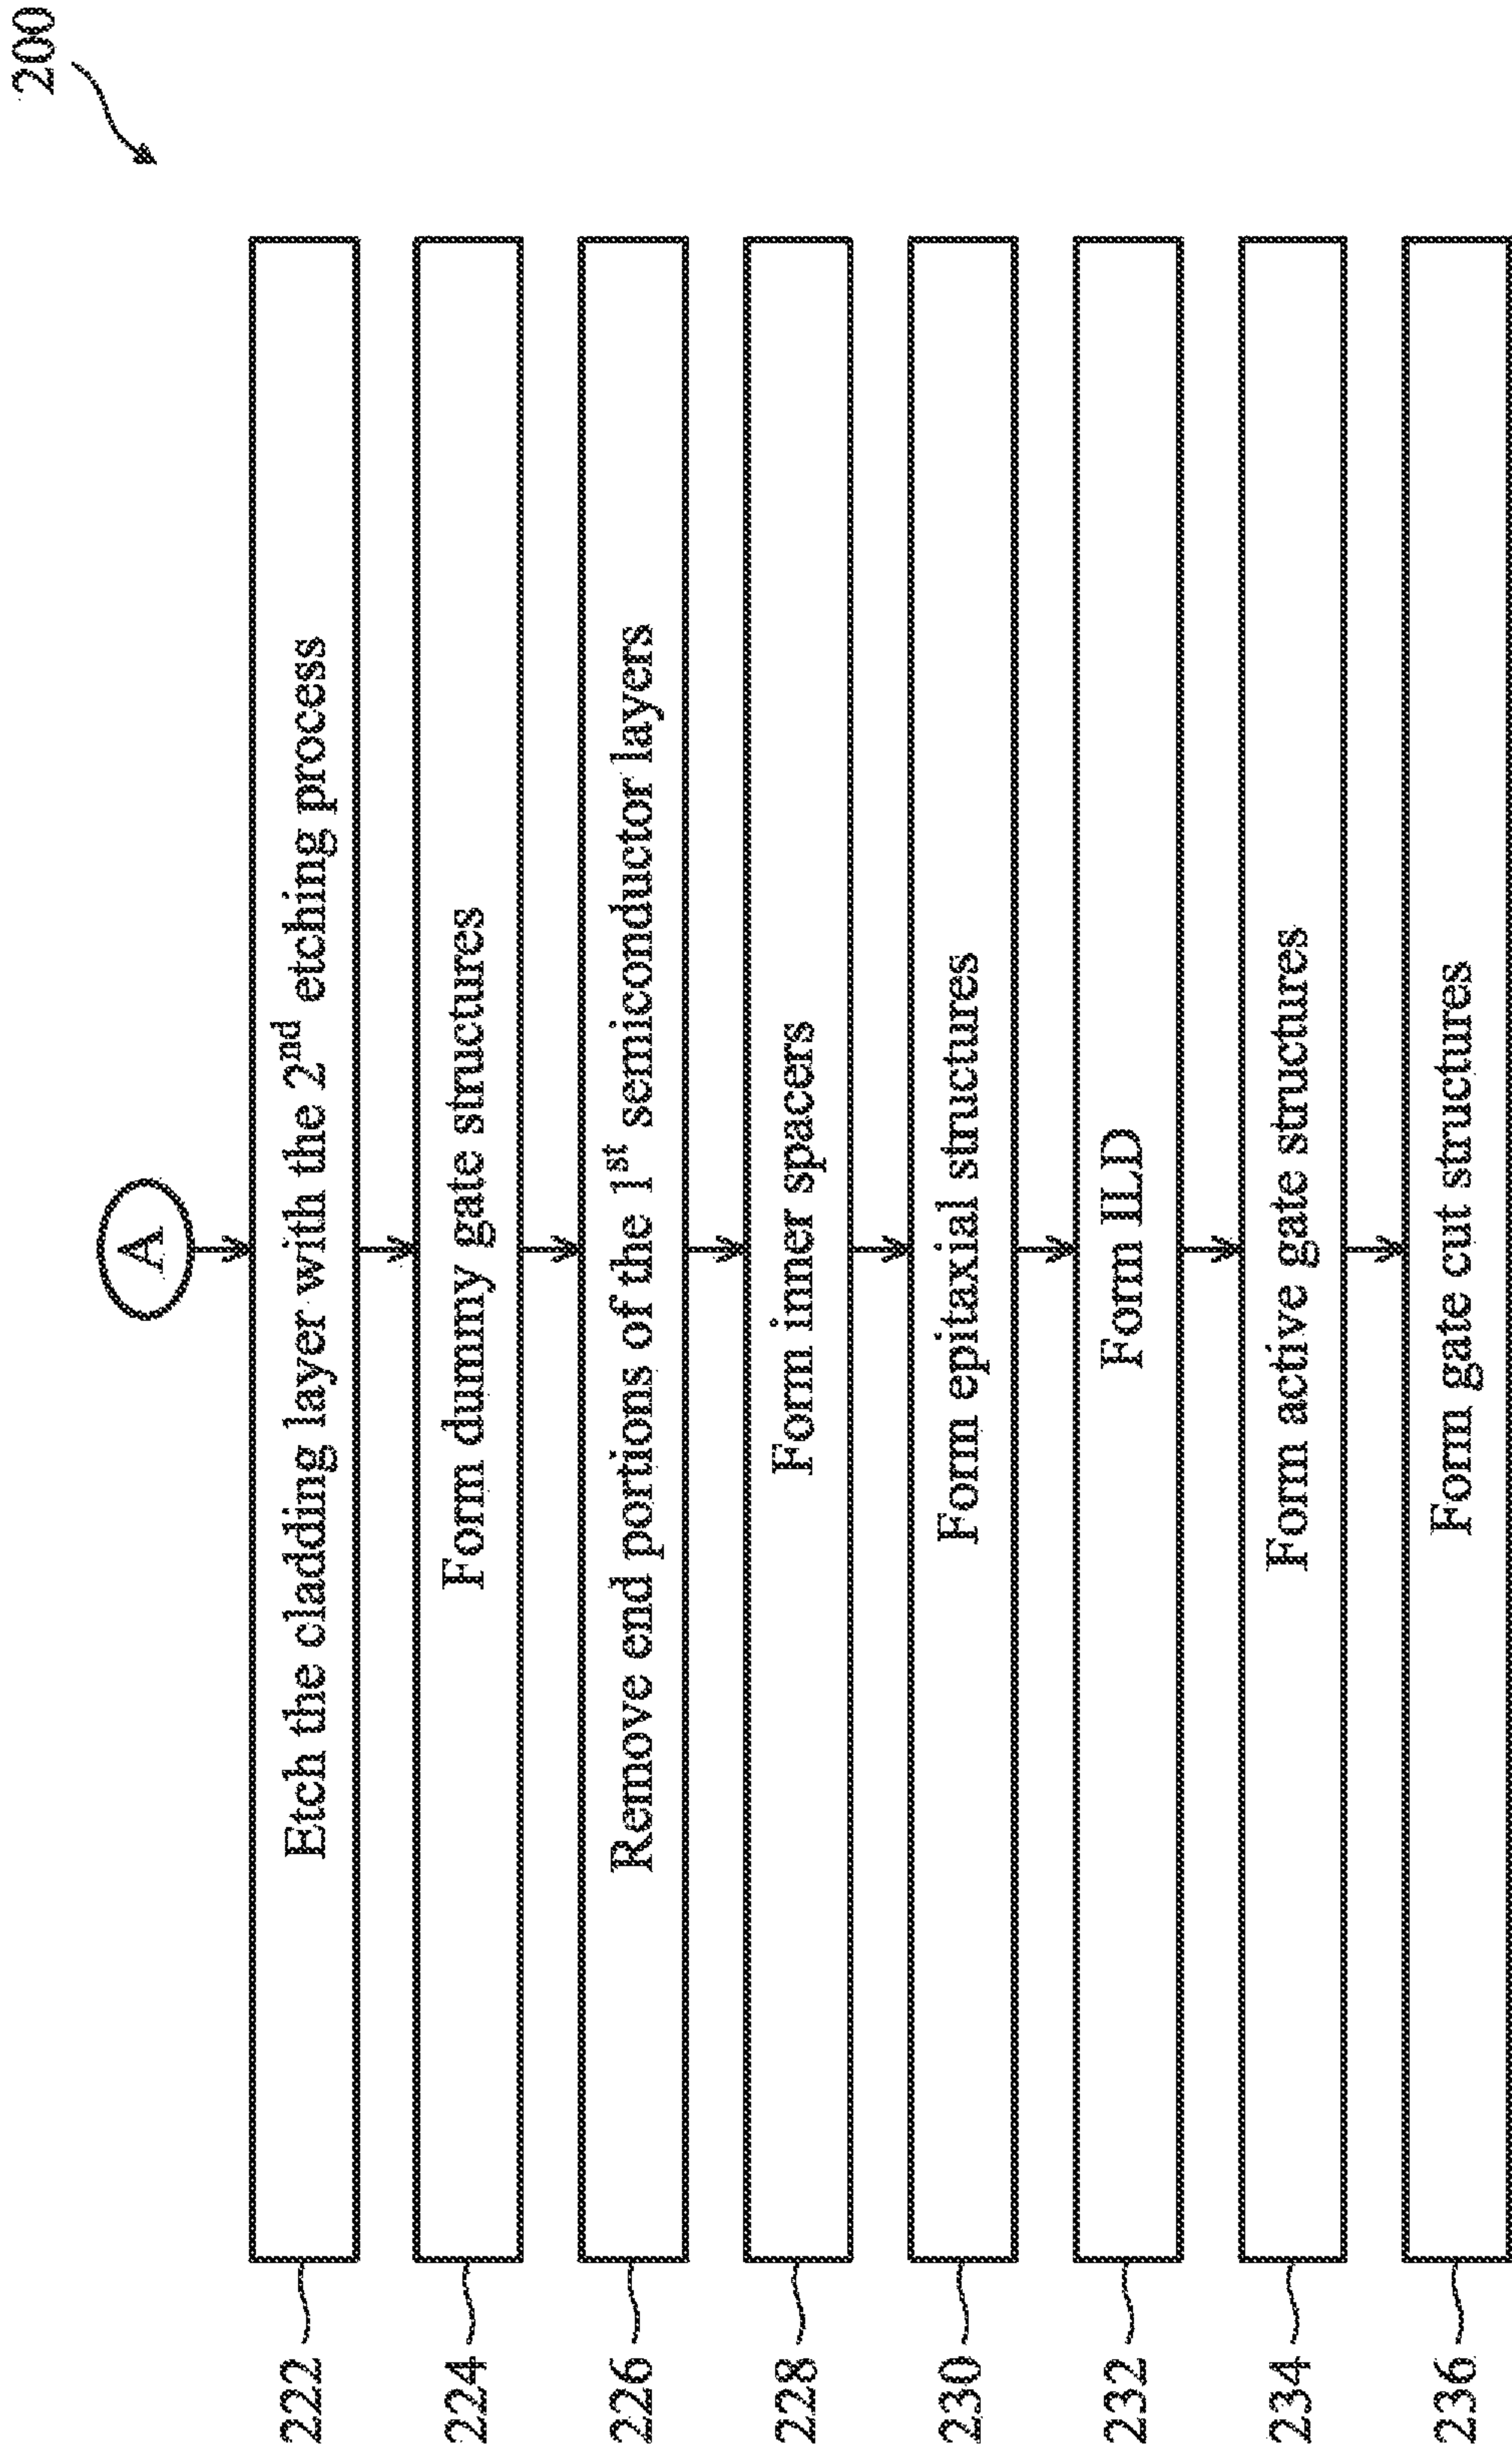 200
A
222 Etch the cladding layer with the 2nd etching process
224 Form dummy gate structures
226 Remove end portions of the 1st semiconductor layers
228 Form inner spacers
230 Form epitaxial structures
232 Form ILD
234 Form active gate structures
236 Form gate cut structures